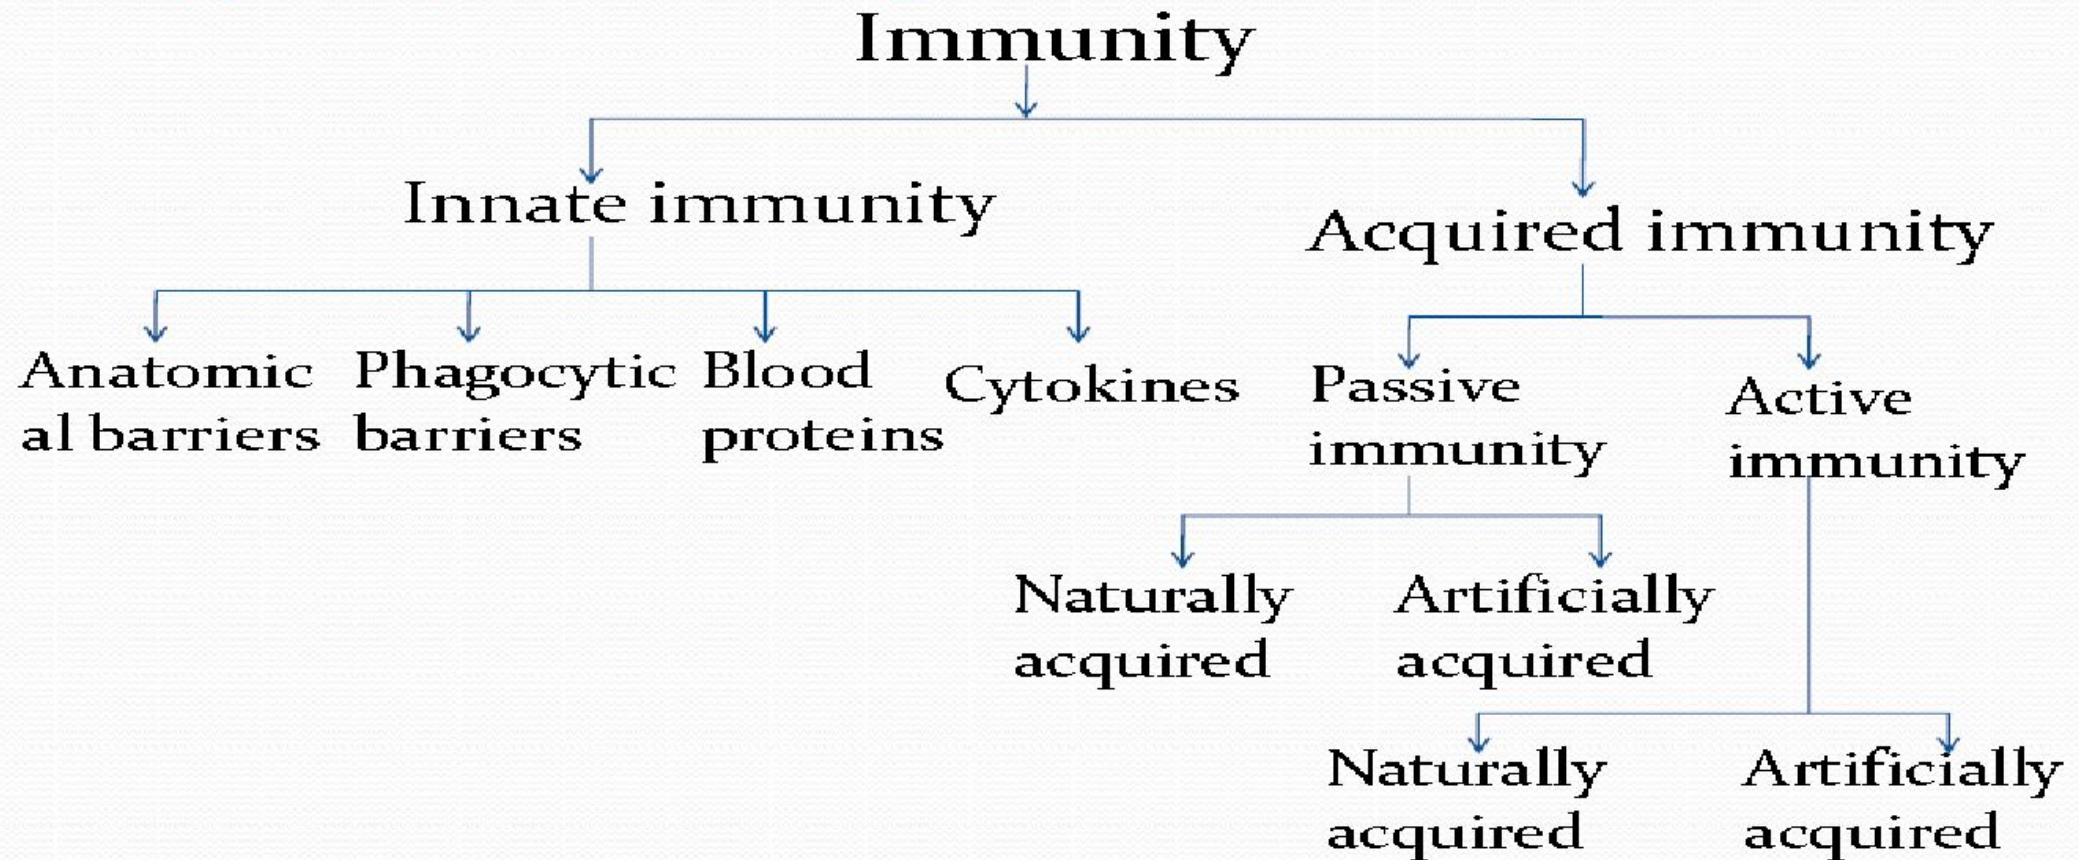 Immunity
Innate immunity
Acquired immunity
Anatomic
al barriers
Phagocytic
barriers
Blood
proteins
Cytokines
Passive
immunity
Active
immunity
Naturally
acquired
Artificially
acquired
Naturally
acquired
Artificially
acquired